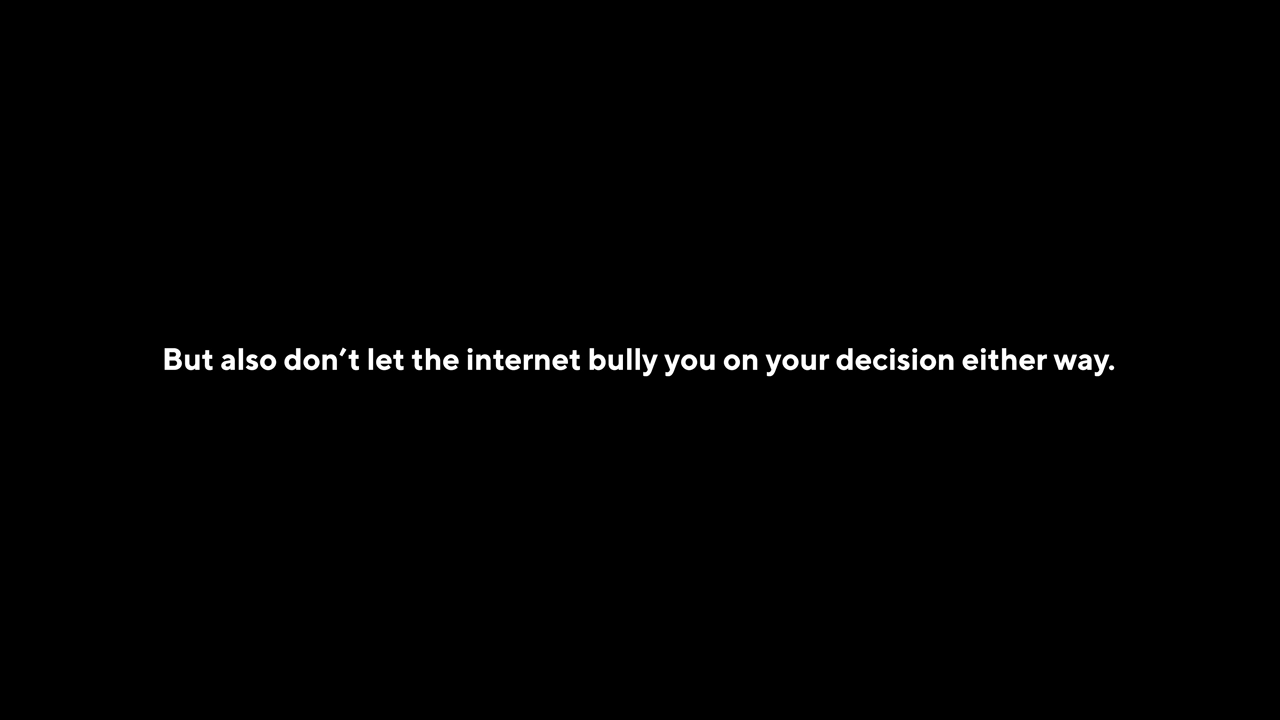 But also don’t let the internet bully you on your decision either way.